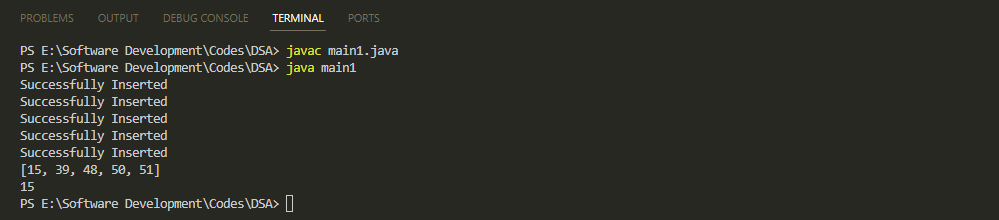 PROBLEMS OUTPUT DEBUG CONSOLE TERMINAL PORTS
PS E:\Software Development\Codes\DSA> javac main1.java
PS E:\Software Development\Codes\DSA> java main1
Successfully Inserted
Successfully Inserted
Successfully Inserted
Successfully Inserted
Successfully Inserted
[15, 39, 48, 50, 51]
15
PS E:\Software Development\Codes\DSA>